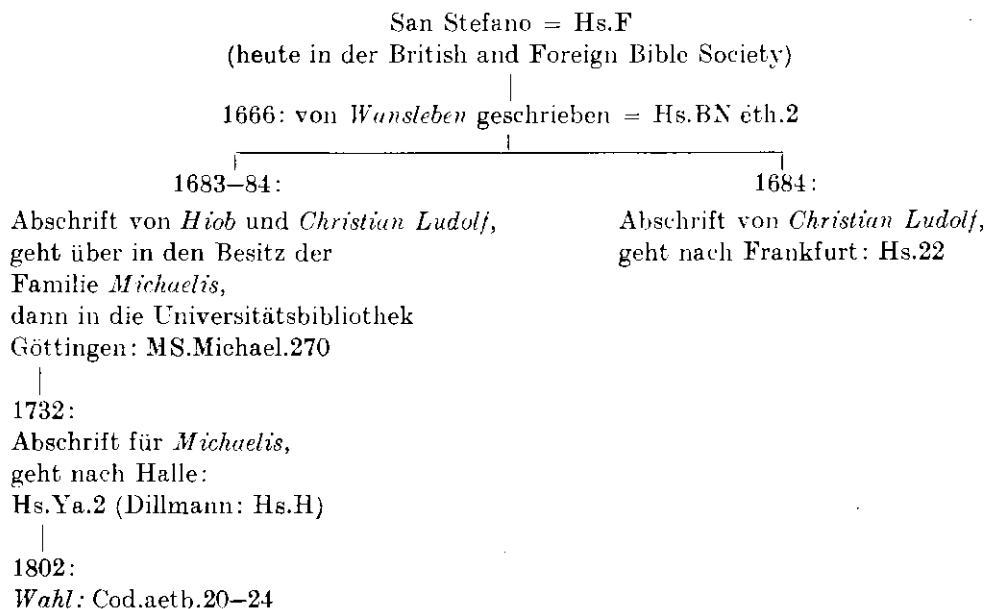 San Stefano = Hs.F
(heute in der British and Foreign Bible Society)
1666: von Wansleben geschrieben = Hs.BN éth.2
1683–84:
Abschrift von Hiob und Christian Ludolf,
geht über in den Besitz der
Familie Michaelis,
dann in die Universitätsbibliothek
Göttingen: MS.Michael.270
1684:
Abschrift von Christian Ludolf,
geht nach Frankfurt: Hs.22
1732:
Abschrift für Michaelis,
geht nach Halle:
Hs.Ya.2 (Dillmann: Hs.H)
1802:
Wahl: Cod.aeth.20–24